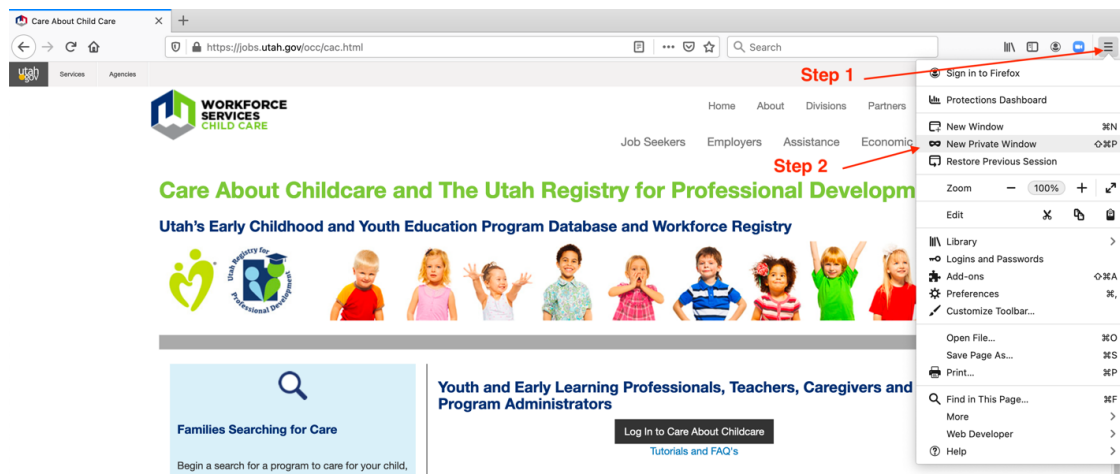 Care About Child Care
https://jobs.utah.gov/occ/cac.html
Search
utah
gov
Services Agencies
Step 1
WORKFORCE
SERVICES
CHILD CARE
Home About Divisions Partners
Job Seekers Employers Assistance Economic
Step 2
Care About Childcare and The Utah Registry for Professional Developm
Utah's Early Childhood and Youth Education Program Database and Workforce Registry
Utah Registry for
Professional Development
Families Searching for Care
Begin a search for a program to care for your child,
Youth and Early Learning Professionals, Teachers, Caregivers and
Program Administrators
Log In to Care About Childcare
Tutorials and FAQ's
Sign in to Firefox
Protections Dashboard
New Window ⌘N
New Private Window ⇧⌘P
Restore Previous Session
Zoom 100%
Edit
Library
Logins and Passwords
Add-ons ⇧⌘A
Preferences ⌘,
Customize Toolbar...
Open File... ⌘O
Save Page As... ⌘S
Print... ⌘P
Find in This Page... ⌘F
More
Web Developer
Help